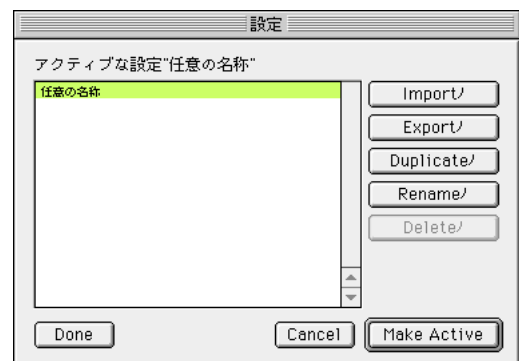 設定
アクティブな設定"任意の名称"
任意の名称
Importﾉ
Exportﾉ
Duplicateﾉ
Renameﾉ
Deleteﾉ
Done
Cancel
Make Active